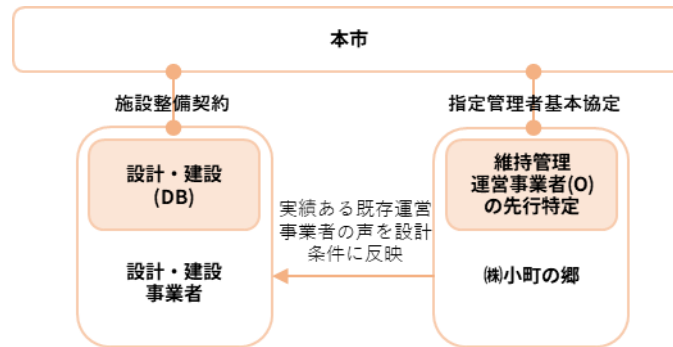 本市
施設整備契約
指定管理者基本協定
設計・建設
(DB)
維持管理
運営事業者(O)
の先行特定
実績ある既存運営
事業者の声を設計
条件に反映
設計・建設
事業者
㈱小町の郷